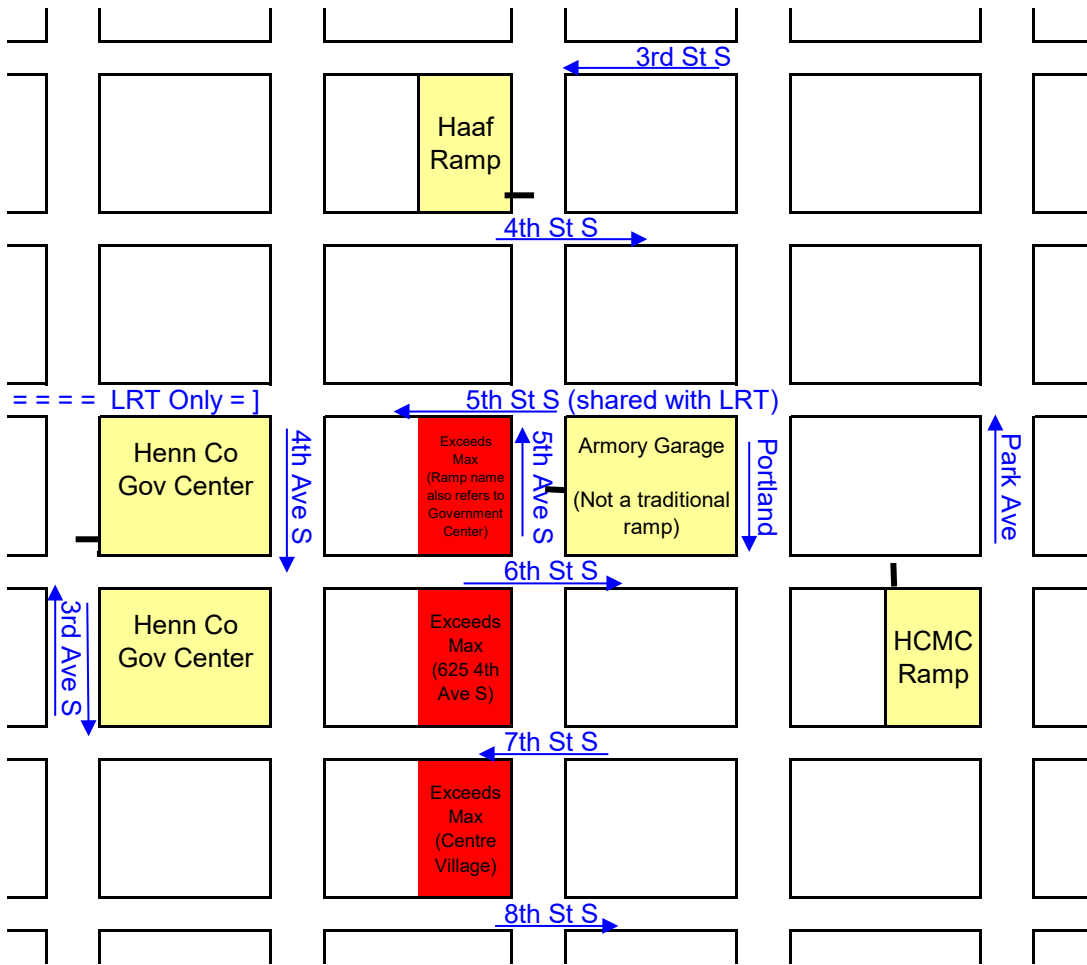 3rd St S
Haaf
Ramp
4th St S
= = = = LRT Only = ]
5th St S (shared with LRT)
Henn Co
Gov Center
4th Ave S
Exceeds
Max
(Ramp name
also refers to
Government
Center)
5th Ave S
Armory Garage
(Not a traditional
ramp)
Portland
Park Ave
6th St S
3rd Ave S
Henn Co
Gov Center
Exceeds
Max
(625 4th
Ave S)
HCMC
Ramp
7th St S
Exceeds
Max
(Centre
Village)
8th St S